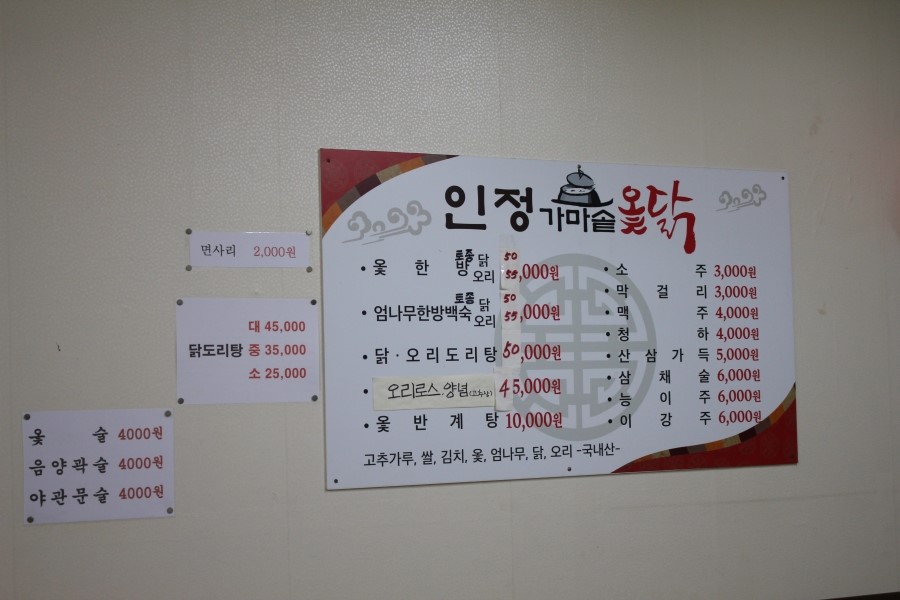 면사리 2,000원
대 45,000
닭도리탕 중 35,000
소 25,000
옻술 4000원
음양곽술 4000원
야관문술 4000원
인정 가마솥 옻닭
• 옻한방 토종닭 50
오리 55,000원
• 엄나무한방백숙 토종닭 50
오리 55,000원
• 닭·오리도리탕 50,000원
• 오리로스.양념 45,000원
• 옻반계탕 10,000원
• 소주 3,000원
• 막걸리 3,000원
• 맥주 4,000원
• 청하 4,000원
• 산삼가득 5,000원
• 삼채술 6,000원
• 능이주 6,000원
• 이강주 6,000원
고추가루, 쌀, 김치, 옻, 엄나무, 닭, 오리 -국내산-